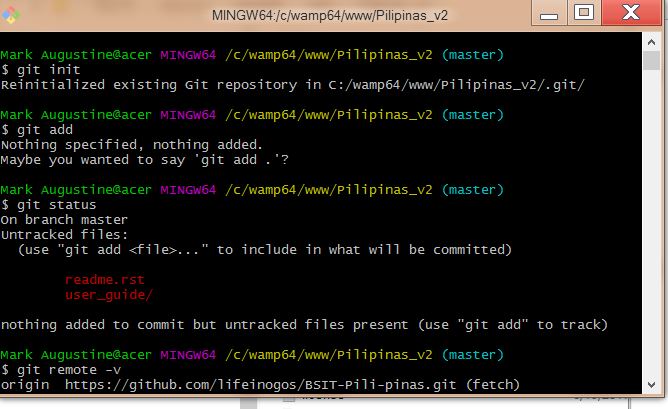 MINGW64:/c/wamp64/www/Pilipinas_v2
Mark Augustine@acer MINGW64 /c/wamp64/www/Pilipinas_v2 (master)
$ git init
Reinitialized existing Git repository in C:/wamp64/www/Pilipinas_v2/.git/
Mark Augustine@acer MINGW64 /c/wamp64/www/Pilipinas_v2 (master)
$ git add
Nothing specified, nothing added.
Maybe you wanted to say 'git add .'?
Mark Augustine@acer MINGW64 /c/wamp64/www/Pilipinas_v2 (master)
$ git status
On branch master
Untracked files:
(use "git add <file>..." to include in what will be committed)
readme.rst
user_guide/
nothing added to commit but untracked files present (use "git add" to track)
Mark Augustine@acer MINGW64 /c/wamp64/www/Pilipinas_v2 (master)
$ git remote -v
origin https://github.com/lifeinogos/BSIT-Pili-pinas.git (fetch)